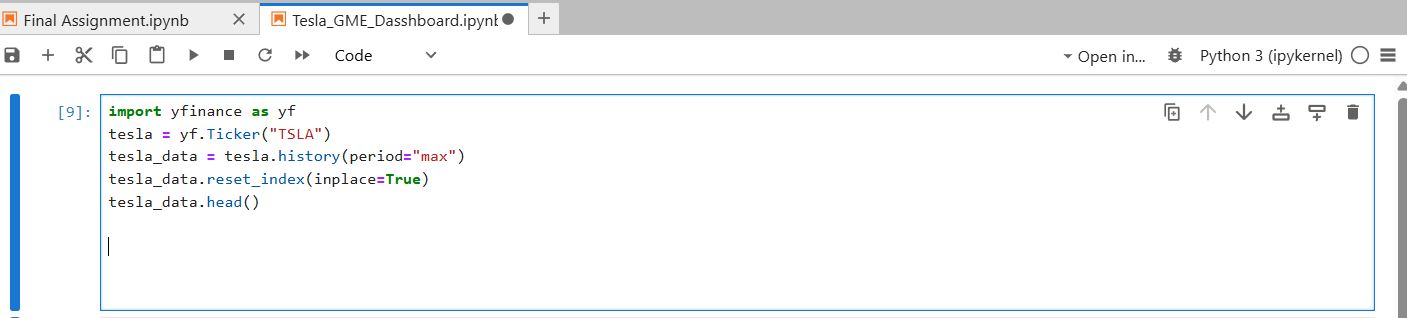 Final Assignment.ipynb
Tesla_GME_Dasshboard.ipynb
Code
Open in...
Python 3 (ipykernel)
[9]:
import yfinance as yf
tesla = yf.Ticker("TSLA")
tesla_data = tesla.history(period="max")
tesla_data.reset_index(inplace=True)
tesla_data.head()